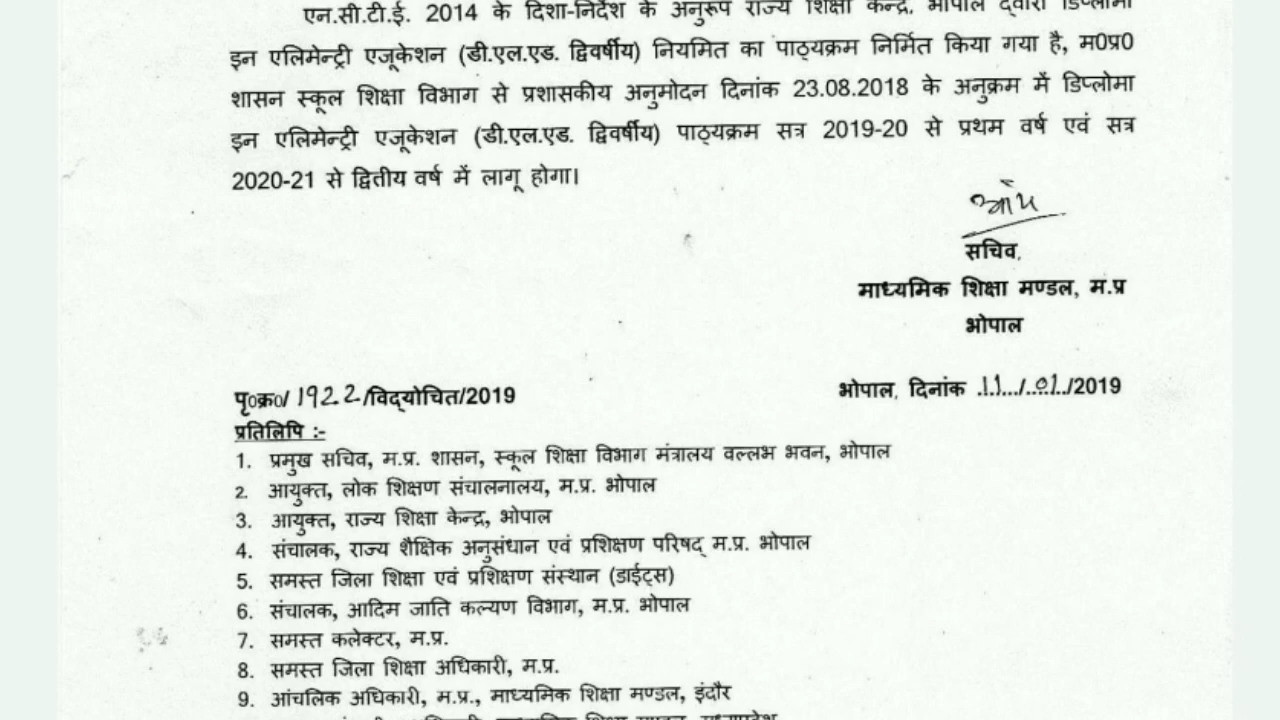 एन.सी.टी.ई. 2014 के दिशा-निर्देश के अनुरूप राज्य शिक्षा केन्द्र, भोपाल द्वारा डिप्लोमा
इन एलिमेन्ट्री एजूकेशन (डी.एल.एड. द्विवर्षीय) नियमित का पाठ्यक्रम निर्मित किया गया है, म0प्र0
शासन स्कूल शिक्षा विभाग से प्रशासकीय अनुमोदन दिनांक 23.08.2018 के अनुक्रम में डिप्लोमा
इन एलिमेन्ट्री एजूकेशन (डी.एल.एड. द्विवर्षीय) पाठ्यक्रम सत्र 2019-20 से प्रथम वर्ष एवं सत्र
2020-21 से द्वितीय वर्ष में लागू होगा।
सचिव,
माध्यमिक शिक्षा मण्डल, म.प्र
भोपाल
पृ0क्र0/ 1922 /विद्योचित/2019 भोपाल, दिनांक .11.../..01../2019
प्रतिलिपि :-
1. प्रमुख सचिव, म.प्र. शासन, स्कूल शिक्षा विभाग मंत्रालय वल्लभ भवन, भोपाल
2. आयुक्त, लोक शिक्षण संचालनालय, म.प्र. भोपाल
3. आयुक्त, राज्य शिक्षा केन्द्र, भोपाल
4. संचालक, राज्य शैक्षिक अनुसंधान एवं प्रशिक्षण परिषद् म.प्र. भोपाल
5. समस्त जिला शिक्षा एवं प्रशिक्षण संस्थान (डाईट्स)
6. संचालक, आदिम जाति कल्यण विभाग, म.प्र. भोपाल
7. समस्त कलेक्टर, म.प्र.
8. समस्त जिला शिक्षा अधिकारी, म.प्र.
9. आंचलिक अधिकारी, म.प्र., माध्यमिक शिक्षा मण्डल, इंदौर